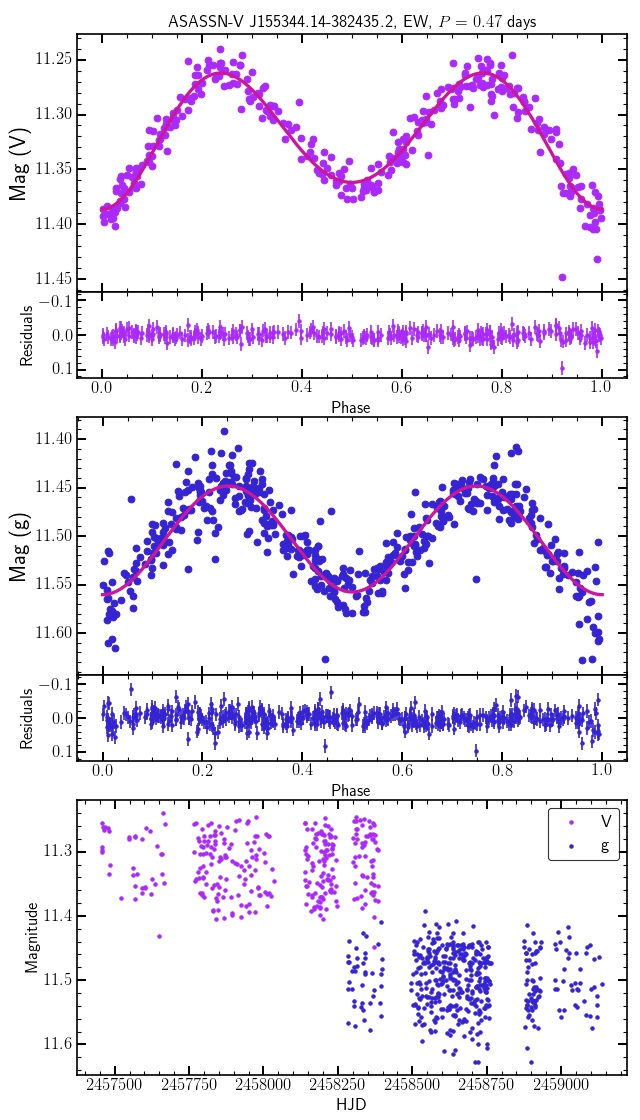 ASASSN-V J155344.14-382435.2, EW, P = 0.47 days
11.25
11.30
11.35
11.40
11.45
Mag (V)
−0.1
0.0
0.1
Residuals
0.0 0.2 0.4 0.6 0.8 1.0
Phase
11.40
11.45
11.50
11.55
11.60
Mag (g)
−0.1
0.0
0.1
Residuals
0.0 0.2 0.4 0.6 0.8 1.0
Phase
V
g
11.3
11.4
11.5
11.6
Magnitude
2457500 2457750 2458000 2458250 2458500 2458750 2459000
HJD